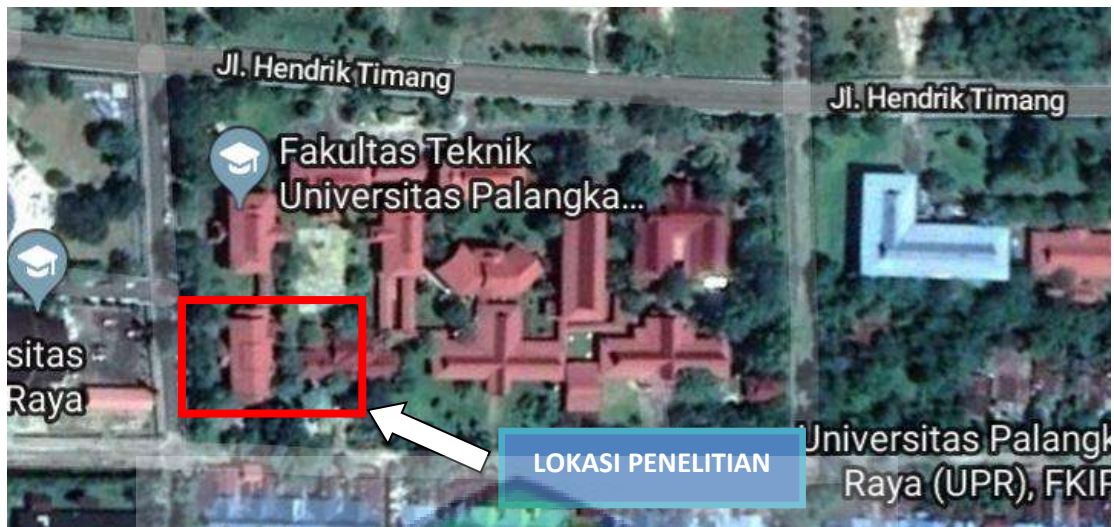 Jl. Hendrik Timang
Jl. Hendrik Timang
Fakultas Teknik
Universitas Palangka...
sitas
Raya
LOKASI PENELITIAN
Universitas Palangk
Raya (UPR), FKIP